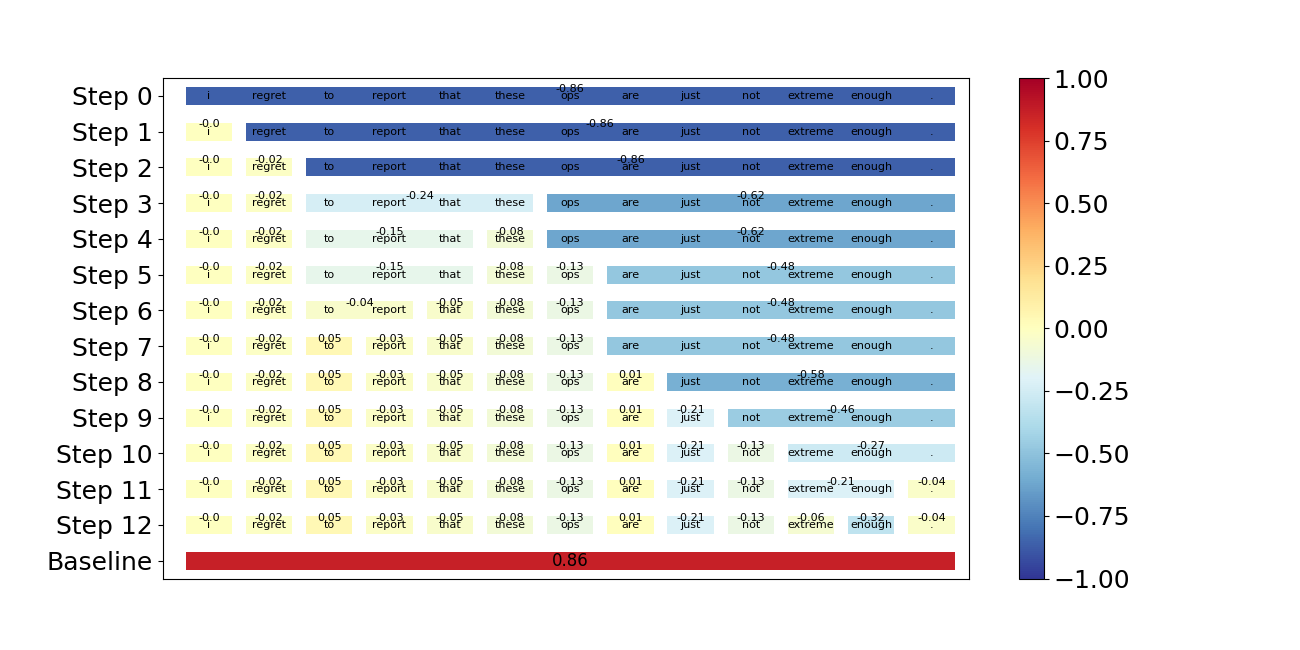 Step 0 i regret to report that these -0.86 ops are just not extreme enough .
Step 1 -0.0 i regret to report that these ops -0.86 are just not extreme enough .
Step 2 -0.0 i -0.02 regret to report that these ops -0.86 are just not extreme enough .
Step 3 -0.0 i -0.02 regret to report -0.24 that these ops are just -0.62 not extreme enough .
Step 4 -0.0 i -0.02 regret to -0.15 report that -0.08 these ops are just -0.62 not extreme enough .
Step 5 -0.0 i -0.02 regret to -0.15 report that -0.08 these -0.13 ops are just not -0.48 extreme enough .
Step 6 -0.0 i -0.02 regret to -0.04 report -0.05 that -0.08 these -0.13 ops are just not -0.48 extreme enough .
Step 7 -0.0 i -0.02 regret 0.05 to -0.03 report -0.05 that -0.08 these -0.13 ops are just not -0.48 extreme enough .
Step 8 -0.0 i -0.02 regret 0.05 to -0.03 report -0.05 that -0.08 these -0.13 ops 0.01 are just not -0.58 extreme enough .
Step 9 -0.0 i -0.02 regret 0.05 to -0.03 report -0.05 that -0.08 these -0.13 ops 0.01 are -0.21 just not extreme -0.46 enough .
Step 10 -0.0 i -0.02 regret 0.05 to -0.03 report -0.05 that -0.08 these -0.13 ops 0.01 are -0.21 just -0.13 not extreme -0.27 enough .
Step 11 -0.0 i -0.02 regret 0.05 to -0.03 report -0.05 that -0.08 these -0.13 ops 0.01 are -0.21 just -0.13 not extreme -0.21 enough -0.04 .
Step 12 -0.0 i -0.02 regret 0.05 to -0.03 report -0.05 that -0.08 these -0.13 ops 0.01 are -0.21 just -0.13 not -0.06 extreme -0.32 enough -0.04 .
Baseline 0.86
1.00
0.75
0.50
0.25
0.00
−0.25
−0.50
−0.75
−1.00